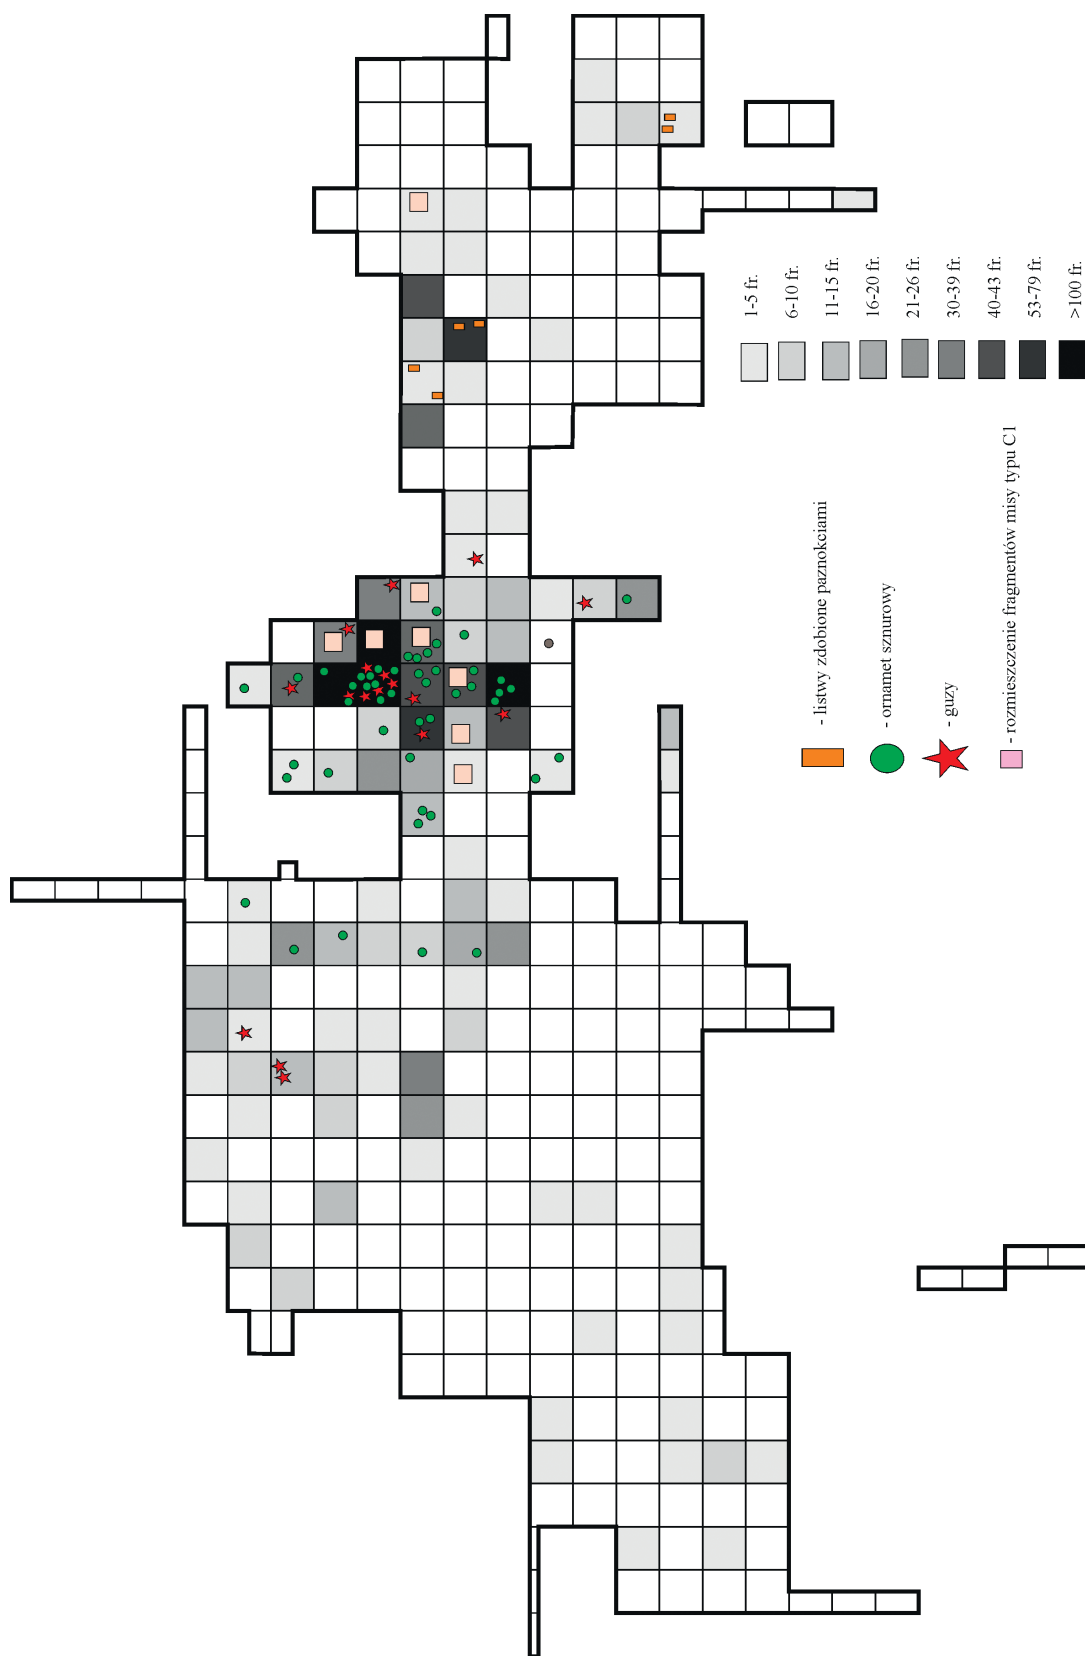 1-5 fr.
6-10 fr.
11-15 fr.
16-20 fr.
21-26 fr.
30-39 fr.
40-43 fr.
53-79 fr.
>100 fr.
- listwy zdobione paznokciami
- ornamet sznurowy
- guzy
- rozmieszczenie fragmentów misy typu C1